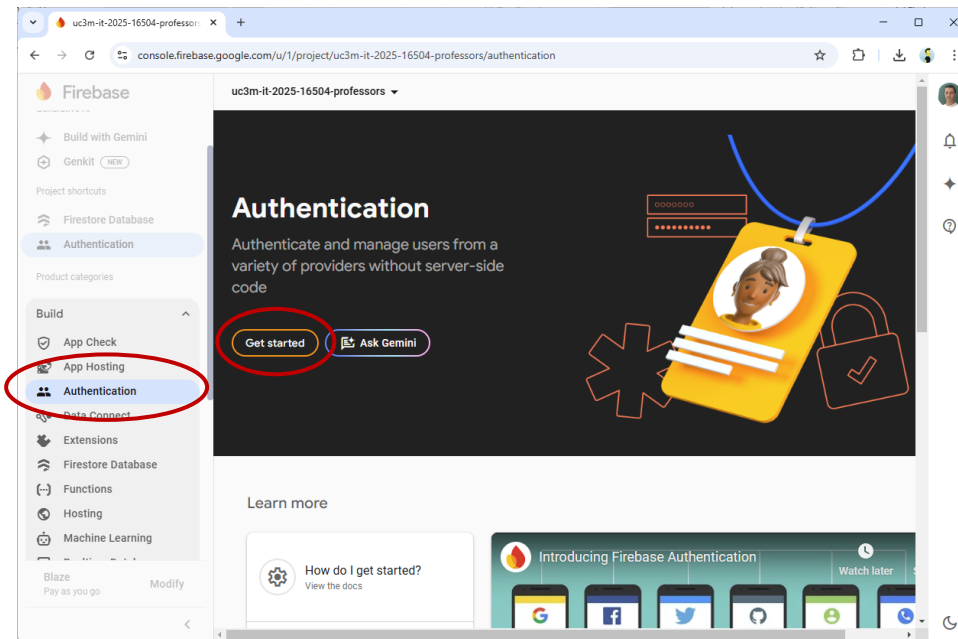 uc3m-it-2025-16504-professors
console.firebase.google.com/u/1/project/uc3m-it-2025-16504-professors/authentication
Firebase
uc3m-it-2025-16504-professors
Build with Gemini
Genkit NEW
Project shortcuts
Firestore Database
Authentication
Product categories
Build
App Check
App Hosting
Authentication
Data Connect
Extensions
Firestore Database
Functions
Hosting
Machine Learning
Blaze
Pay as you go
Modify
Authentication
Authenticate and manage users from a
variety of providers without server-side
code
Get started
Ask Gemini
Learn more
How do I get started?
View the docs
Introducing Firebase Authentication
Watch later